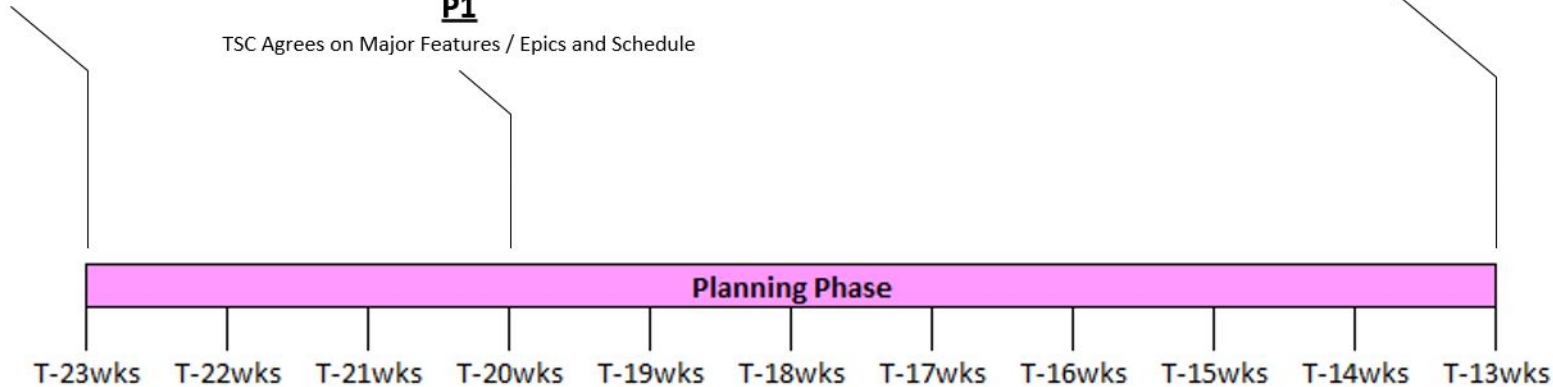 P1
TSC Agrees on Major Features / Epics and Schedule
Planning Phase
T-23wks T-22wks T-21wks T-20wks T-19wks T-18wks T-17wks T-16wks T-15wks T-14wks T-13wks